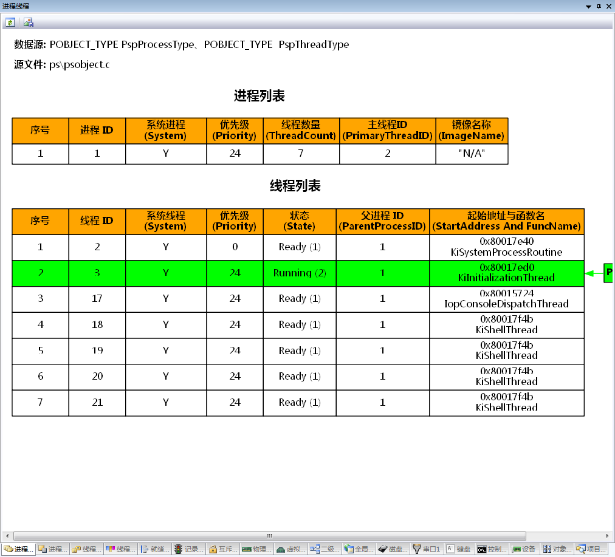 进程线程
数据源: POBJECT_TYPE PspProcessType、POBJECT_TYPE PspThreadType
源文件: ps\psobject.c
进程列表
序号 进程 ID 系统进程 (System) 优先级 (Priority) 线程数量 (ThreadCount) 主线程ID (PrimaryThreadID) 镜像名称 (ImageName)
1 1 Y 24 7 2 "N/A"
线程列表
序号 线程 ID 系统线程 (System) 优先级 (Priority) 状态 (State) 父进程 ID (ParentProcessID) 起始地址与函数名 (StartAddress And FuncName)
1 2 Y 0 Ready (1) 1 0x80017e40 KiSystemProcessRoutine
2 3 Y 24 Running (2) 1 0x80017ed0 KiInitializationThread P
3 17 Y 24 Ready (1) 1 0x80015724 IopConsoleDispatchThread
4 18 Y 24 Ready (1) 1 0x80017f4b KiShellThread
5 19 Y 24 Ready (1) 1 0x80017f4b KiShellThread
6 20 Y 24 Ready (1) 1 0x80017f4b KiShellThread
7 21 Y 24 Ready (1) 1 0x80017f4b KiShellThread
进程... 进程... 线程... 线程... 就绪... 记录... 互斥... 物理... 虚拟... 二级... 全局... 磁盘... 串口1 键盘... 控制... 设备... 对象... 项目...